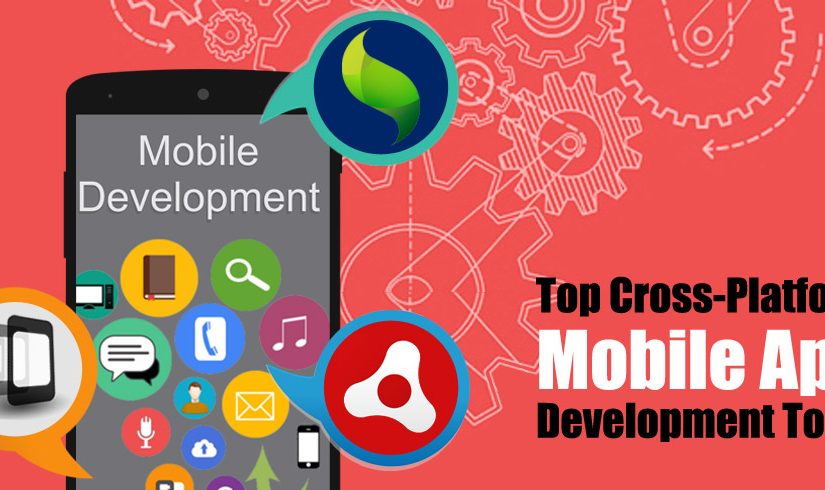 Mobile
Development
Top Cross-Platfo
Mobile Ap
Development To